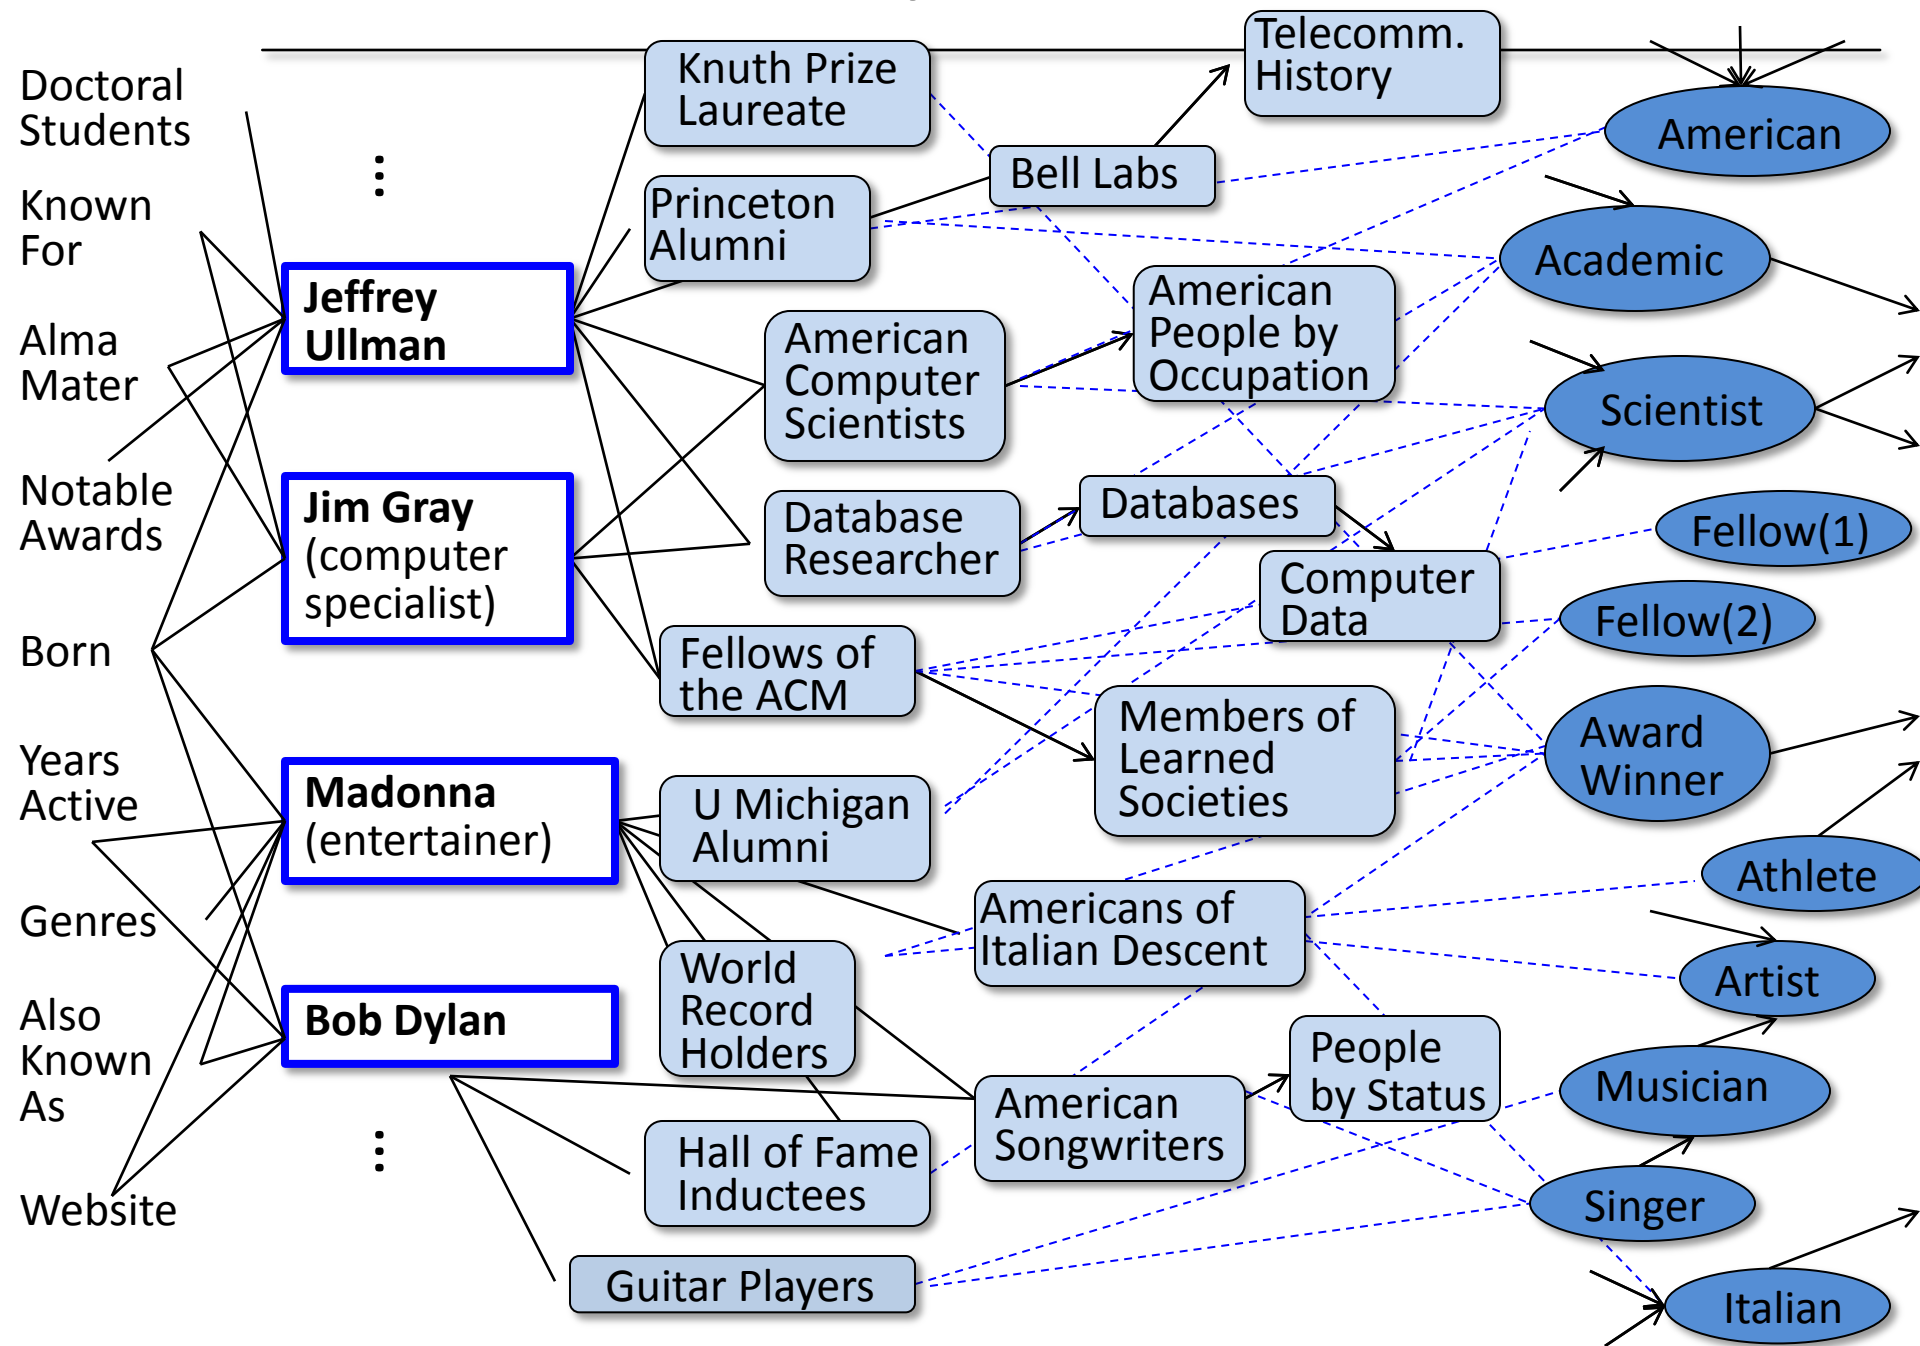 Doctoral
Students
Known
For
Alma
Mater
Notable
Awards
Born
Years
Active
Genres
Also
Known
As
Website
⋮
Jeffrey
Ullman
Jim Gray
(computer
specialist)
Madonna
(entertainer)
Bob Dylan
⋮
Knuth Prize
Laureate
Princeton
Alumni
American
Computer
Scientists
Database
Researcher
Fellows of
the ACM
U Michigan
Alumni
World
Record
Holders
Hall of Fame
Inductees
Guitar Players
Telecomm.
History
Bell Labs
American
People by
Occupation
Databases
Computer
Data
Members of
Learned
Societies
Americans of
Italian Descent
People
by Status
American
Songwriters
American
Academic
Scientist
Fellow(1)
Fellow(2)
Award
Winner
Athlete
Artist
Musician
Singer
Italian